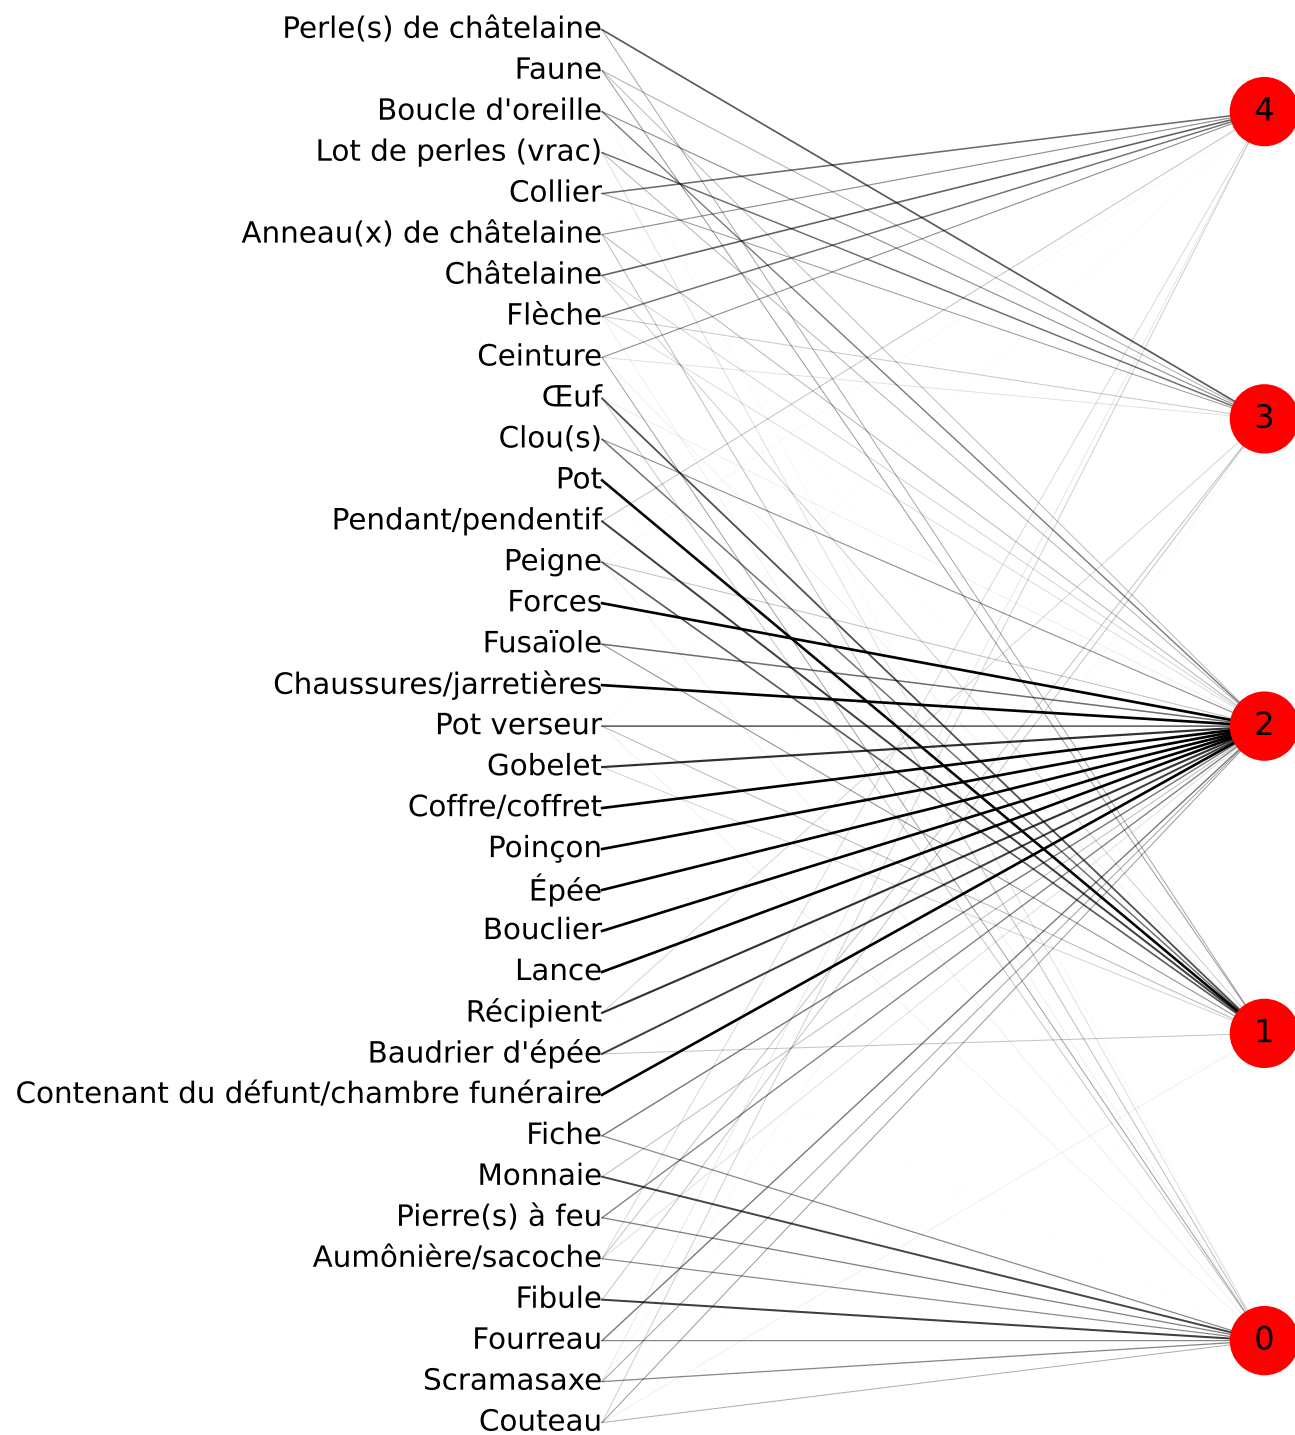 Perle(s) de châtelaine
Faune
Boucle d'oreille
Lot de perles (vrac)
Collier
Anneau(x) de châtelaine
Châtelaine
Flèche
Ceinture
Œuf
Clou(s)
Pot
Pendant/pendentif
Peigne
Forces
Fusaïole
Chaussures/jarretières
Pot verseur
Gobelet
Coffre/coffret
Poinçon
Épée
Bouclier
Lance
Récipient
Baudrier d'épée
Contenant du défunt/chambre funéraire
Fiche
Monnaie
Pierre(s) à feu
Aumônière/sacoche
Fibule
Fourreau
Scramasaxe
Couteau
4
3
2
1
0